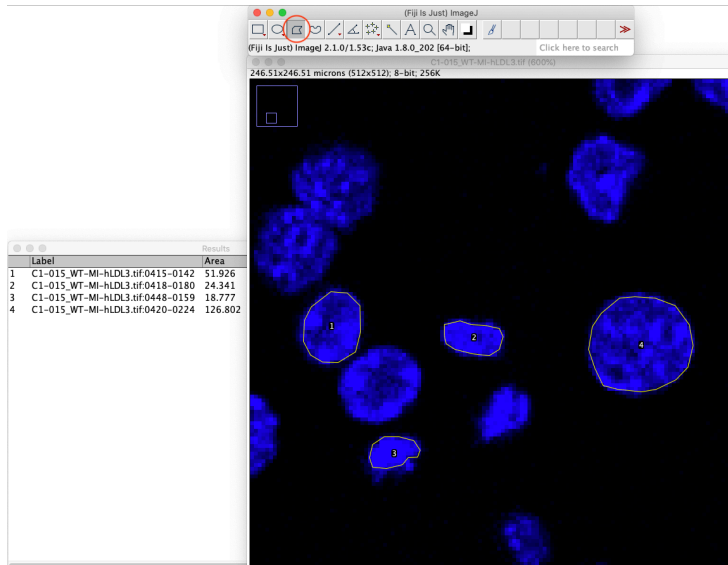 (Fiji Is Just) ImageJ
A
(Fiji Is Just) ImageJ 2.1.0/1.53c; Java 1.8.0_202 [64-bit];
Click here to search
C1-015_WT-MI-hLDL3.tif (600%)
246.51x246.51 microns (512x512); 8-bit; 256K
Results
Label Area
1 C1-015_WT-MI-hLDL3.tif:0415-0142 51.926
2 C1-015_WT-MI-hLDL3.tif:0418-0180 24.341
3 C1-015_WT-MI-hLDL3.tif:0448-0159 18.777
4 C1-015_WT-MI-hLDL3.tif:0420-0224 126.802
1
2
4
3